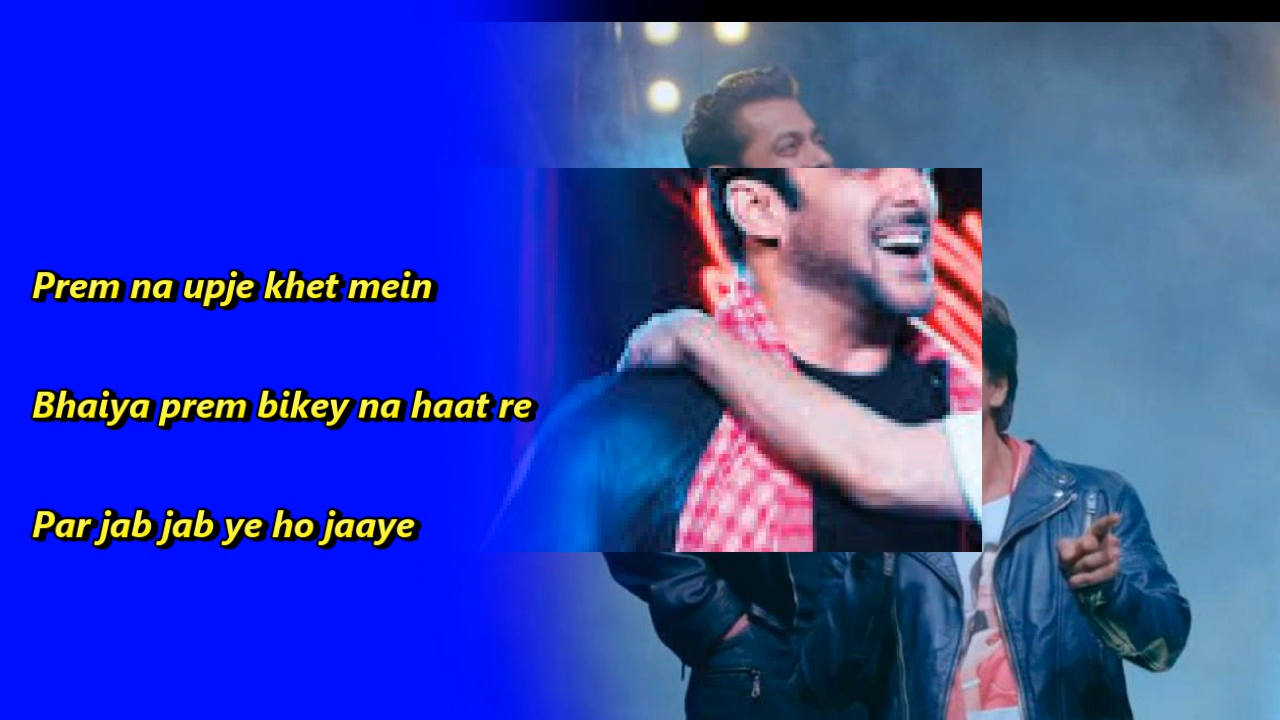 Prem na upje khet mein
Bhaiya prem bikey na haat re
Par jab jab ye ho jaaye